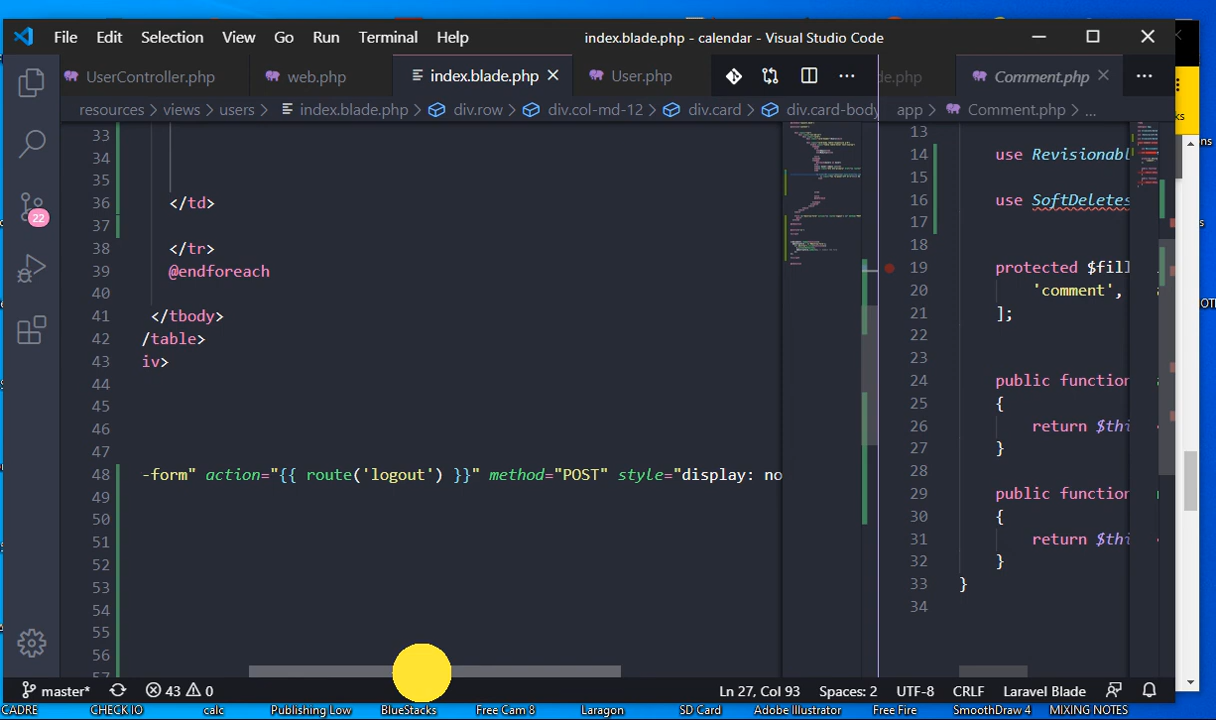 File Edit Selection View Go Run Terminal Help index.blade.php - calendar - Visual Studio Code
UserController.php web.php index.blade.php User.php de.php Comment.php
resources > views > users > index.blade.php > div.row > div.col-md-12 > div.card > div.card-body
app > Comment.php > ...
33
34
35
36 </td>
37
38 </tr>
39 @endforeach
40
41 </tbody>
42 /table>
43 iv>
44
45
46
47
48 -form" action="{{ route('logout') }}" method="POST" style="display: no
49
50
51
52
53
54
55
56
57
13
14 use Revisionabl
15
16 use SoftDeletes
17
18
19 protected $fill
20 'comment',
21 ];
22
23
24 public function
25 {
26 return $thi
27 }
28
29 public function
30 {
31 return $thi
32 }
33 }
34
22
master* 43 0 Ln 27, Col 93 Spaces: 2 UTF-8 CRLF Laravel Blade
CADRE CHECK IO calc Publishing Low BlueStacks Free Cam 8 Laragon SD Card Adobe Illustrator Free Fire SmoothDraw 4 MIXING NOTES